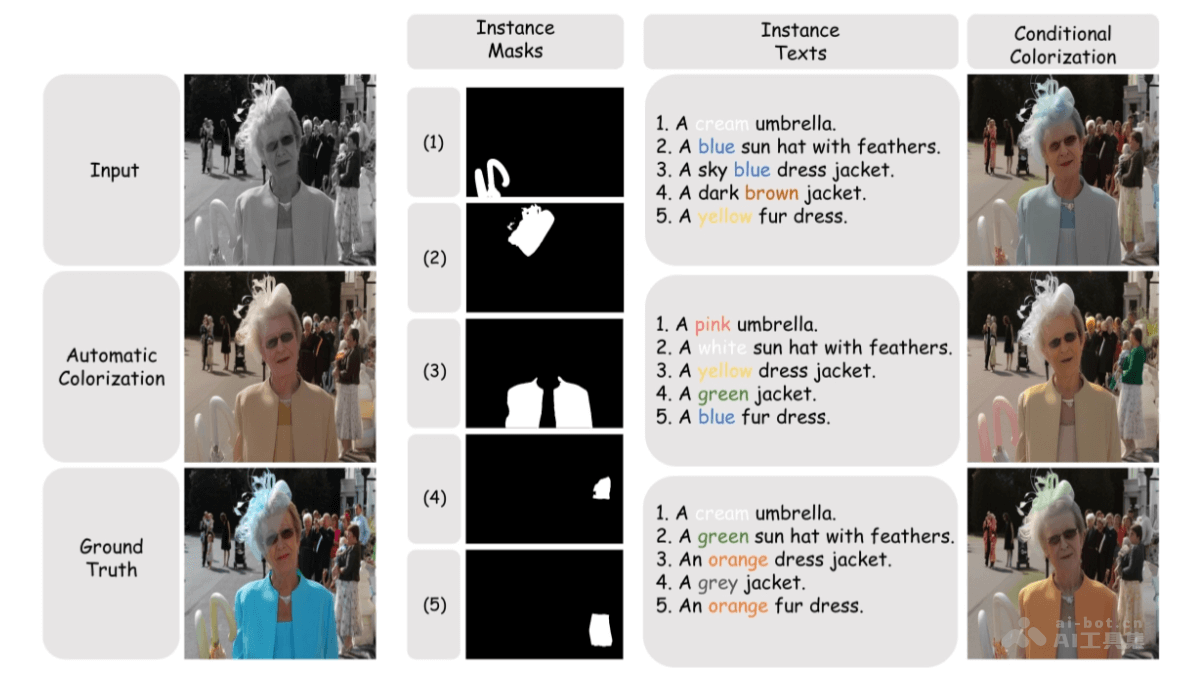 Instance
Masks
Instance
Texts
Conditional
Colorization
Input
Automatic
Colorization
Ground
Truth
(1)
(2)
(3)
(4)
(5)
1. A cream umbrella.
2. A blue sun hat with feathers.
3. A sky blue dress jacket.
4. A dark brown jacket.
5. A yellow fur dress.
1. A pink umbrella.
2. A white sun hat with feathers.
3. A yellow dress jacket.
4. A green jacket.
5. A blue fur dress.
1. A cream umbrella.
2. A green sun hat with feathers.
3. An orange dress jacket.
4. A grey jacket.
5. An orange fur dress.
ai-bot.cn
AI工具集